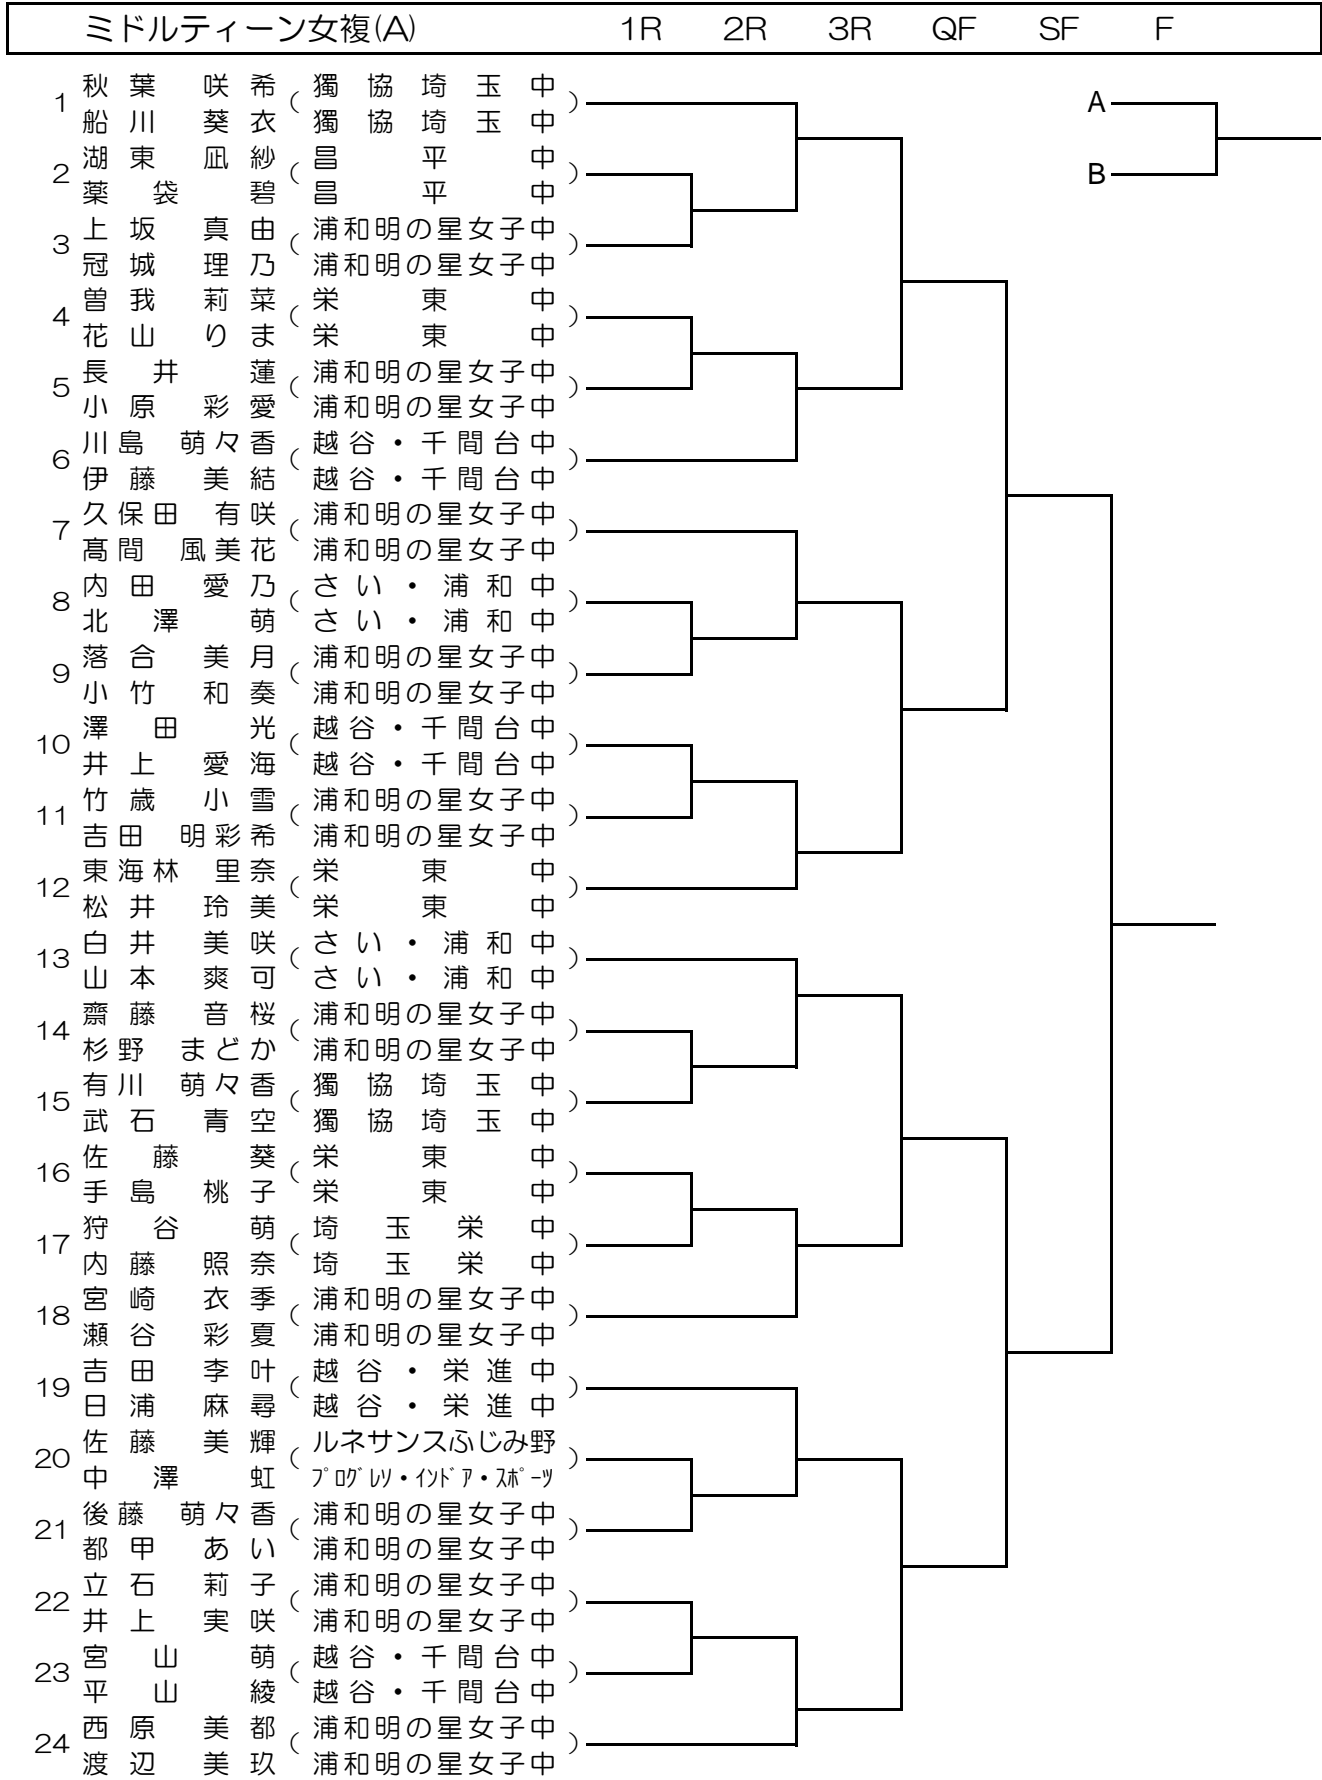 ミドルティーン女複(A) 1R 2R 3R QF SF F
1 秋葉 咲希 (獨協埼玉中)
船川 葵衣 獨協埼玉中
A
2 湖東 凪紗 (昌平中)
薬袋 碧 昌平中
B
3 上坂 真由 (浦和明の星女子中)
冠城 理乃 浦和明の星女子中
4 曽我 莉菜 (栄東中)
花山 りま 栄東中
5 長井 蓮 (浦和明の星女子中)
小原 彩愛 浦和明の星女子中
6 川島 萌々香 (越谷・千間台中)
伊藤 美結 越谷・千間台中
7 久保田 有咲 (浦和明の星女子中)
髙間 風美花 浦和明の星女子中
8 内田 愛乃 (さい・浦和中)
北澤 萌 さい・浦和中
9 落合 美月 (浦和明の星女子中)
小竹 和奏 浦和明の星女子中
10 澤田 光 (越谷・千間台中)
井上 愛海 越谷・千間台中
11 竹歳 小雪 (浦和明の星女子中)
吉田 明彩希 浦和明の星女子中
12 東海林 里奈 (栄東中)
松井 玲美 栄東中
13 白井 美咲 (さい・浦和中)
山本 爽可 さい・浦和中
14 齋藤 音桜 (浦和明の星女子中)
杉野 まどか 浦和明の星女子中
15 有川 萌々香 (獨協埼玉中)
武石 青空 獨協埼玉中
16 佐藤 葵 (栄東中)
手島 桃子 栄東中
17 狩谷 萌 (埼玉栄中)
内藤 照奈 埼玉栄中
18 宮崎 衣季 (浦和明の星女子中)
瀬谷 彩夏 浦和明の星女子中
19 吉田 李叶 (越谷・栄進中)
日浦 麻尋 越谷・栄進中
20 佐藤 美輝 (ルネサンスふじみ野)
中澤 虹 ﾌﾟﾛｸﾞﾚｿ・ｲﾝﾄﾞｱ・ｽﾎﾟｰﾂ
21 後藤 萌々香 (浦和明の星女子中)
都甲 あい 浦和明の星女子中
22 立石 莉子 (浦和明の星女子中)
井上 実咲 浦和明の星女子中
23 宮山 萌 (越谷・千間台中)
平山 綾 越谷・千間台中
24 西原 美都 (浦和明の星女子中)
渡辺 美玖 浦和明の星女子中